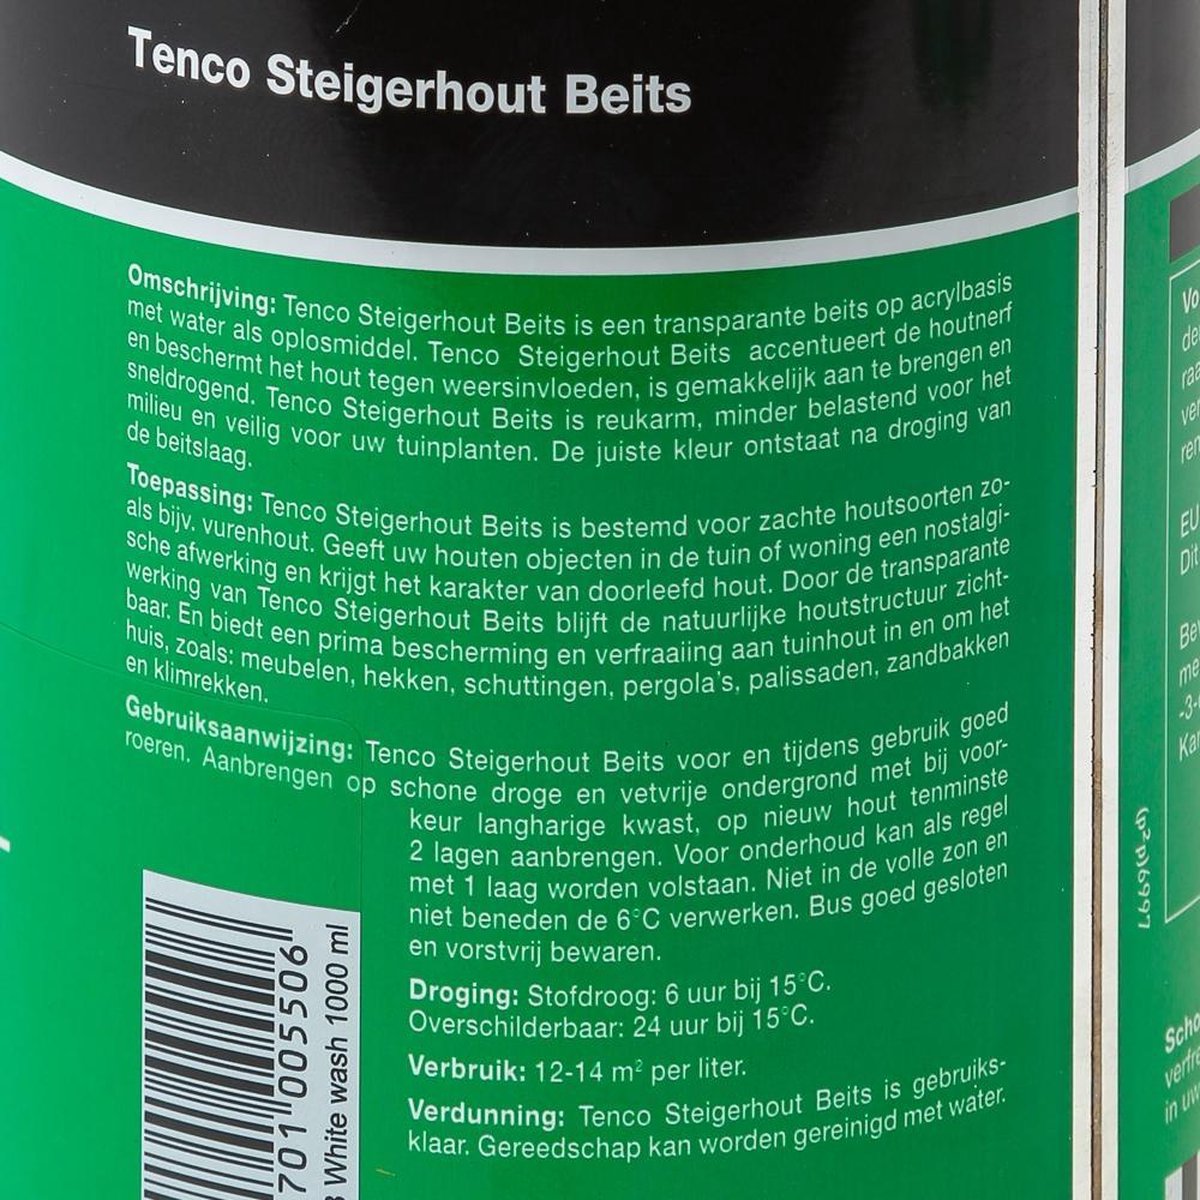 Tenco Steigerhout Beits
Omschrijving: Tenco Steigerhout Beits is een transparante beits op acrylbasis
met water als oplosmiddel. Tenco Steigerhout Beits accentueert de houtnerf
en beschermt het hout tegen weersinvloeden, is gemakkelijk aan te brengen en
sneldrogend. Tenco Steigerhout Beits is reukarm, minder belastend voor het
milieu en veilig voor uw tuinplanten. De juiste kleur ontstaat na droging van
de beitslaag.
Toepassing: Tenco Steigerhout Beits is bestemd voor zachte houtsoorten zo-
als bijv. vurenhout. Geeft uw houten objecten in de tuin of woning een nostalgi-
sche afwerking en krijgt het karakter van doorleefd hout. Door de transparante
werking van Tenco Steigerhout Beits blijft de natuurlijke houtstructuur zicht-
baar. En biedt een prima bescherming en verfraaiing aan tuinhout in en om het
huis, zoals: meubelen, hekken, schuttingen, pergola's, palissaden, zandbakken
en klimrekken.
Gebruiksaanwijzing: Tenco Steigerhout Beits voor en tijdens gebruik goed
roeren. Aanbrengen op schone droge en vetvrije ondergrond met bij voor-
keur langharige kwast, op nieuw hout tenminste
2 lagen aanbrengen. Voor onderhoud kan als regel
met 1 laag worden volstaan. Niet in de volle zon en
niet beneden de 6°C verwerken. Bus goed gesloten
en vorstvrij bewaren.
Droging: Stofdroog: 6 uur bij 15°C.
Overschilderbaar: 24 uur bij 15°C.
Verbruik: 12-14 m² per liter.
Verdunning: Tenco Steigerhout Beits is gebruiks-
klaar. Gereedschap kan worden gereinigd met water.
701 005506
White wash 1000 ml
(p³p)6997
Scho
verfr
in uw